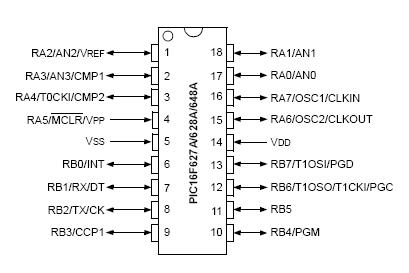 RA2/AN2/VREF 1 18 RA1/AN1
RA3/AN3/CMP1 2 17 RA0/AN0
RA4/T0CKI/CMP2 3 16 RA7/OSC1/CLKIN
RA5/MCLR/VPP 4 15 RA6/OSC2/CLKOUT
VSS 5 14 VDD
RB0/INT 6 13 RB7/T1OSI/PGD
RB1/RX/DT 7 12 RB6/T1OSO/T1CKI/PGC
RB2/TX/CK 8 11 RB5
RB3/CCP1 9 10 RB4/PGM
PIC16F627A/628A/648A